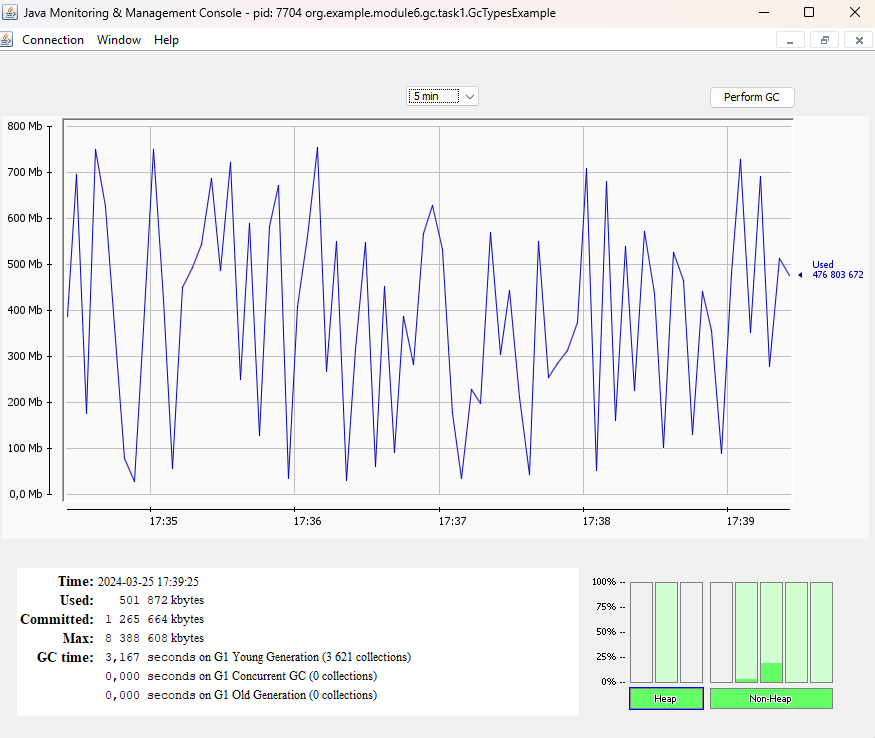 Java Monitoring & Management Console - pid: 7704 org.example.module6.gc.task1.GcTypesExample
Connection Window Help
5 min
Perform GC
800 Mb
700 Mb
600 Mb
500 Mb
400 Mb
300 Mb
200 Mb
100 Mb
0,0 Mb
Used
476 803 672
17:35 17:36 17:37 17:38 17:39
Time: 2024-03-25 17:39:25
Used: 501 872 kbytes
Committed: 1 265 664 kbytes
Max: 8 388 608 kbytes
GC time: 3,167 seconds on G1 Young Generation (3 621 collections)
0,000 seconds on G1 Concurrent GC (0 collections)
0,000 seconds on G1 Old Generation (0 collections)
100% --
75% --
50% --
25% --
0% --
Heap Non-Heap